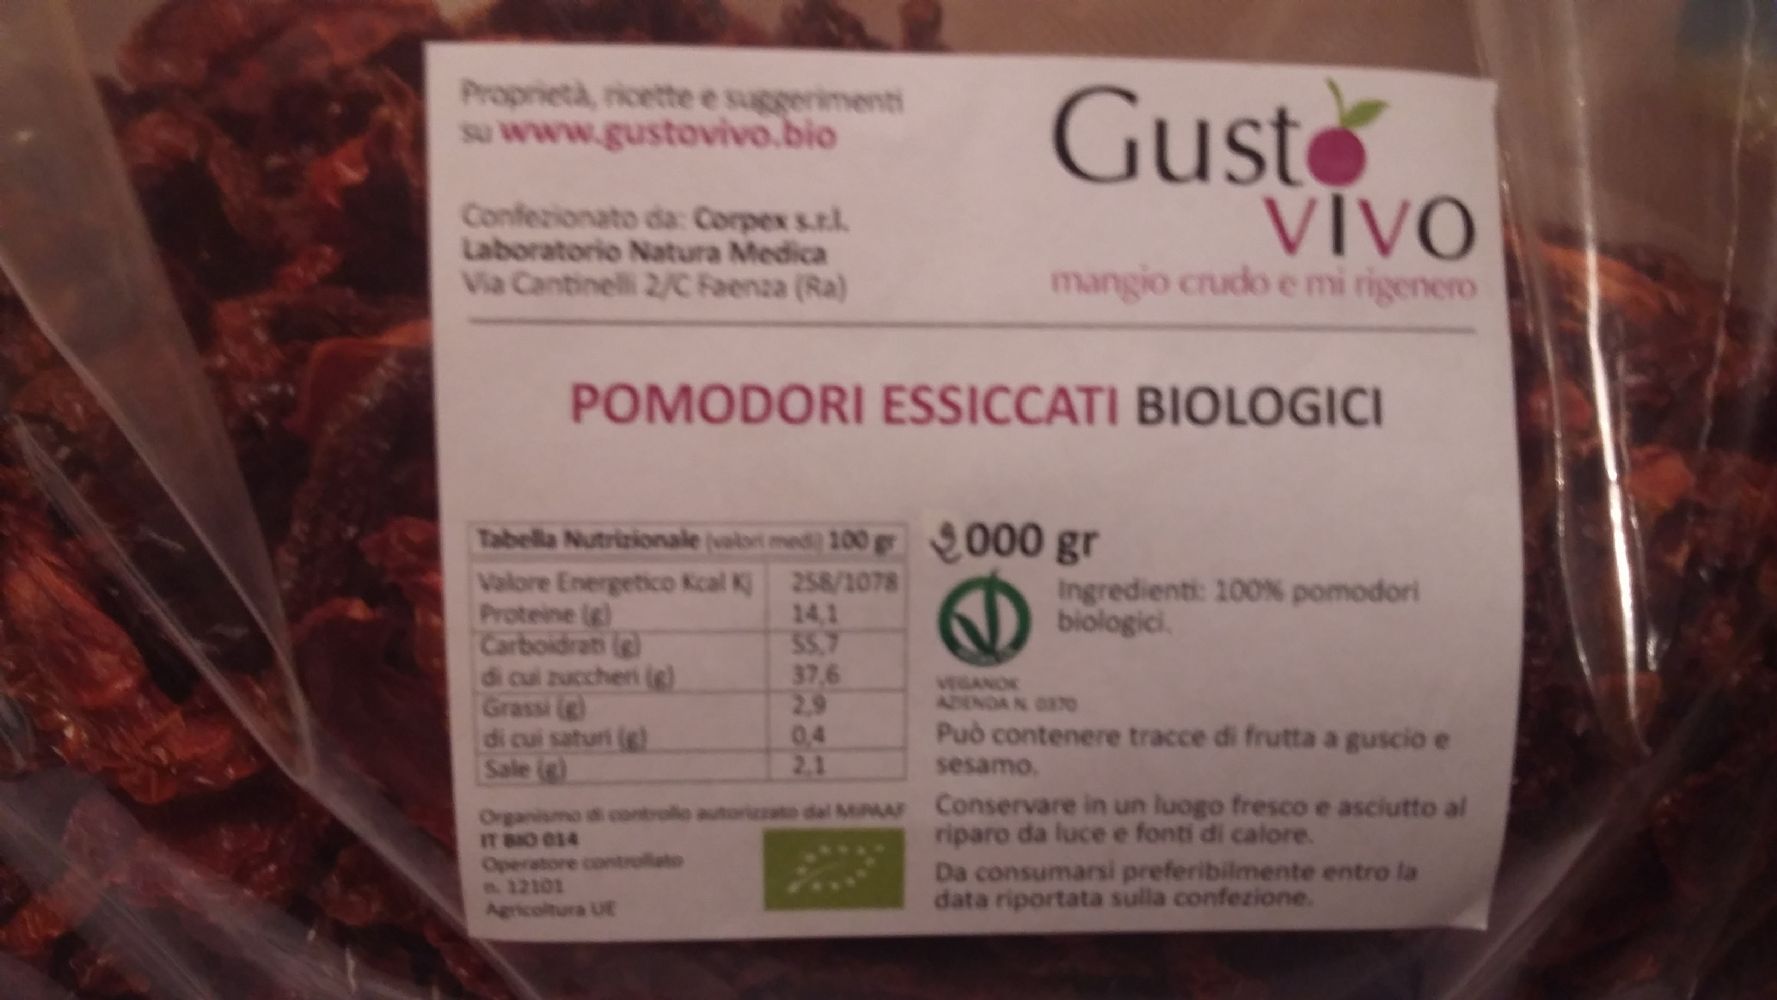 Proprietà, ricette e suggerimenti
su www.gustovivo.bio
Confezionato da: Corpex s.r.l.
Laboratorio Natura Medica
Via Cantinelli 2/C Faenza (Ra)
Gusto
vivo
mangio crudo e mi rigenero
POMODORI ESSICCATI BIOLOGICI
Tabella Nutrizionale (valori medi) 100 gr
Valore Energetico Kcal Kj 258/1078
Proteine (g) 14,1
Carboidrati (g) 55,7
di cui zuccheri (g) 37,6
Grassi (g) 2,9
di cui saturi (g) 0,4
Sale (g) 2,1
Organismo di controllo autorizzato dal MiPAAF
IT BIO 014
Operatore controllato
n. 12101
Agricoltura UE
gr
Ingredienti: 100% pomodori
biologici.
VEGANOK
AZIENDA N. 0370
Può contenere tracce di frutta a guscio e
sesamo.
Conservare in un luogo fresco e asciutto al
riparo da luce e fonti di calore.
Da consumarsi preferibilmente entro la
data riportata sulla confezione.